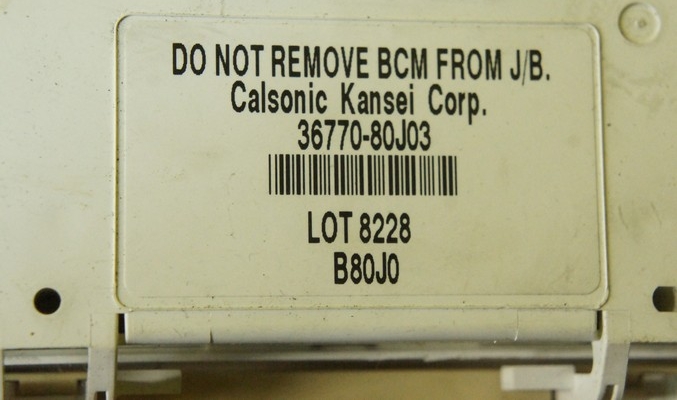 DO NOT REMOVE BCM FROM J/B.
Calsonic Kansei Corp.
36770-80J03
LOT 8228
B80J0